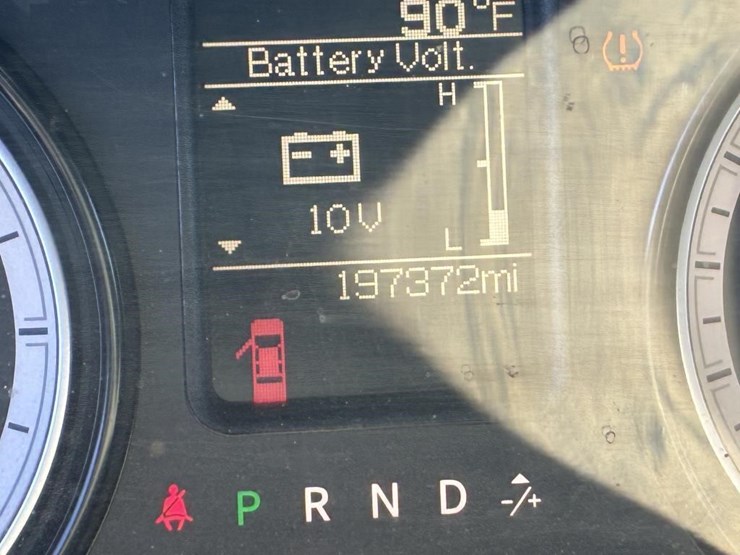 90°F
Battery Volt.
H
- +
10V
L
197372mi
P R N D -/+